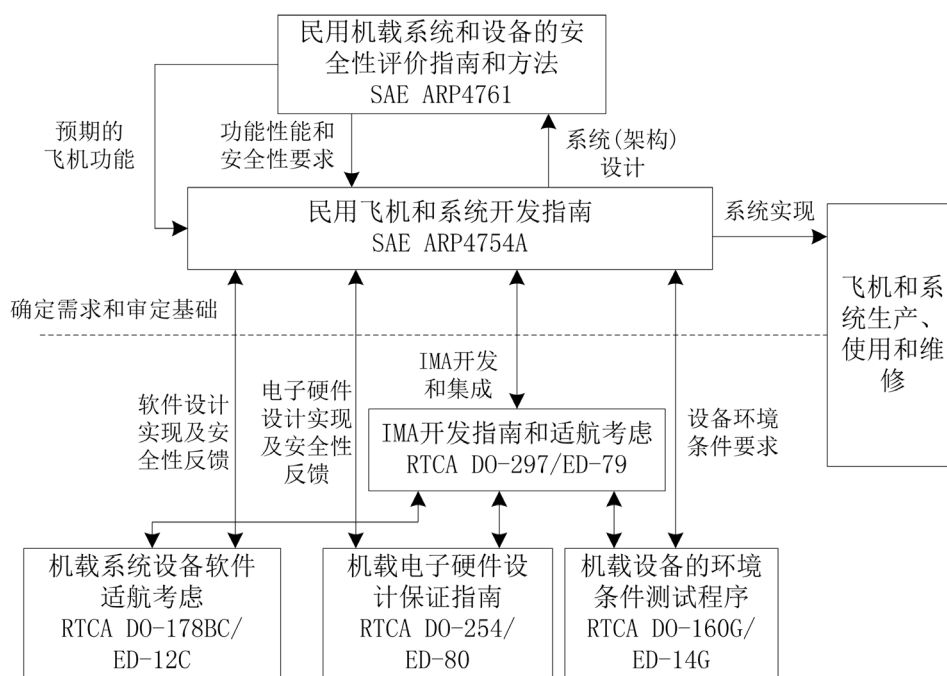 民用机载系统和设备的安
全性评价指南和方法
SAE ARP4761
预期的
飞机功能
功能性能和
安全性要求
系统(架构)
设计
民用飞机和系统开发指南
SAE ARP4754A
系统实现
飞机和系
统生产、
使用和维
修
确定需求和审定基础
IMA开发
和集成
软件设计
实现及安
全性反馈
电子硬件
设计实现
及安全性
反馈
设备环境
条件要求
IMA开发指南和适航考虑
RTCA DO-297/ED-79
机载系统设备软件
适航考虑
RTCA DO-178BC/
ED-12C
机载电子硬件设
计保证指南
RTCA DO-254/
ED-80
机载设备的环境
条件测试程序
RTCA DO-160G/
ED-14G